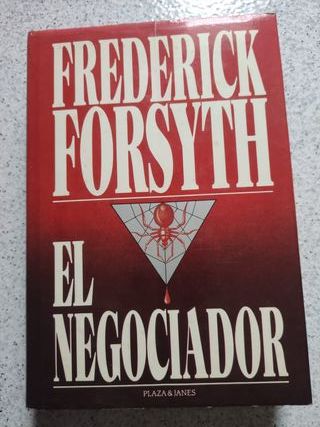 FREDERICK
FORSYTH
EL
NEGOCIADOR
PLAZA & JANES